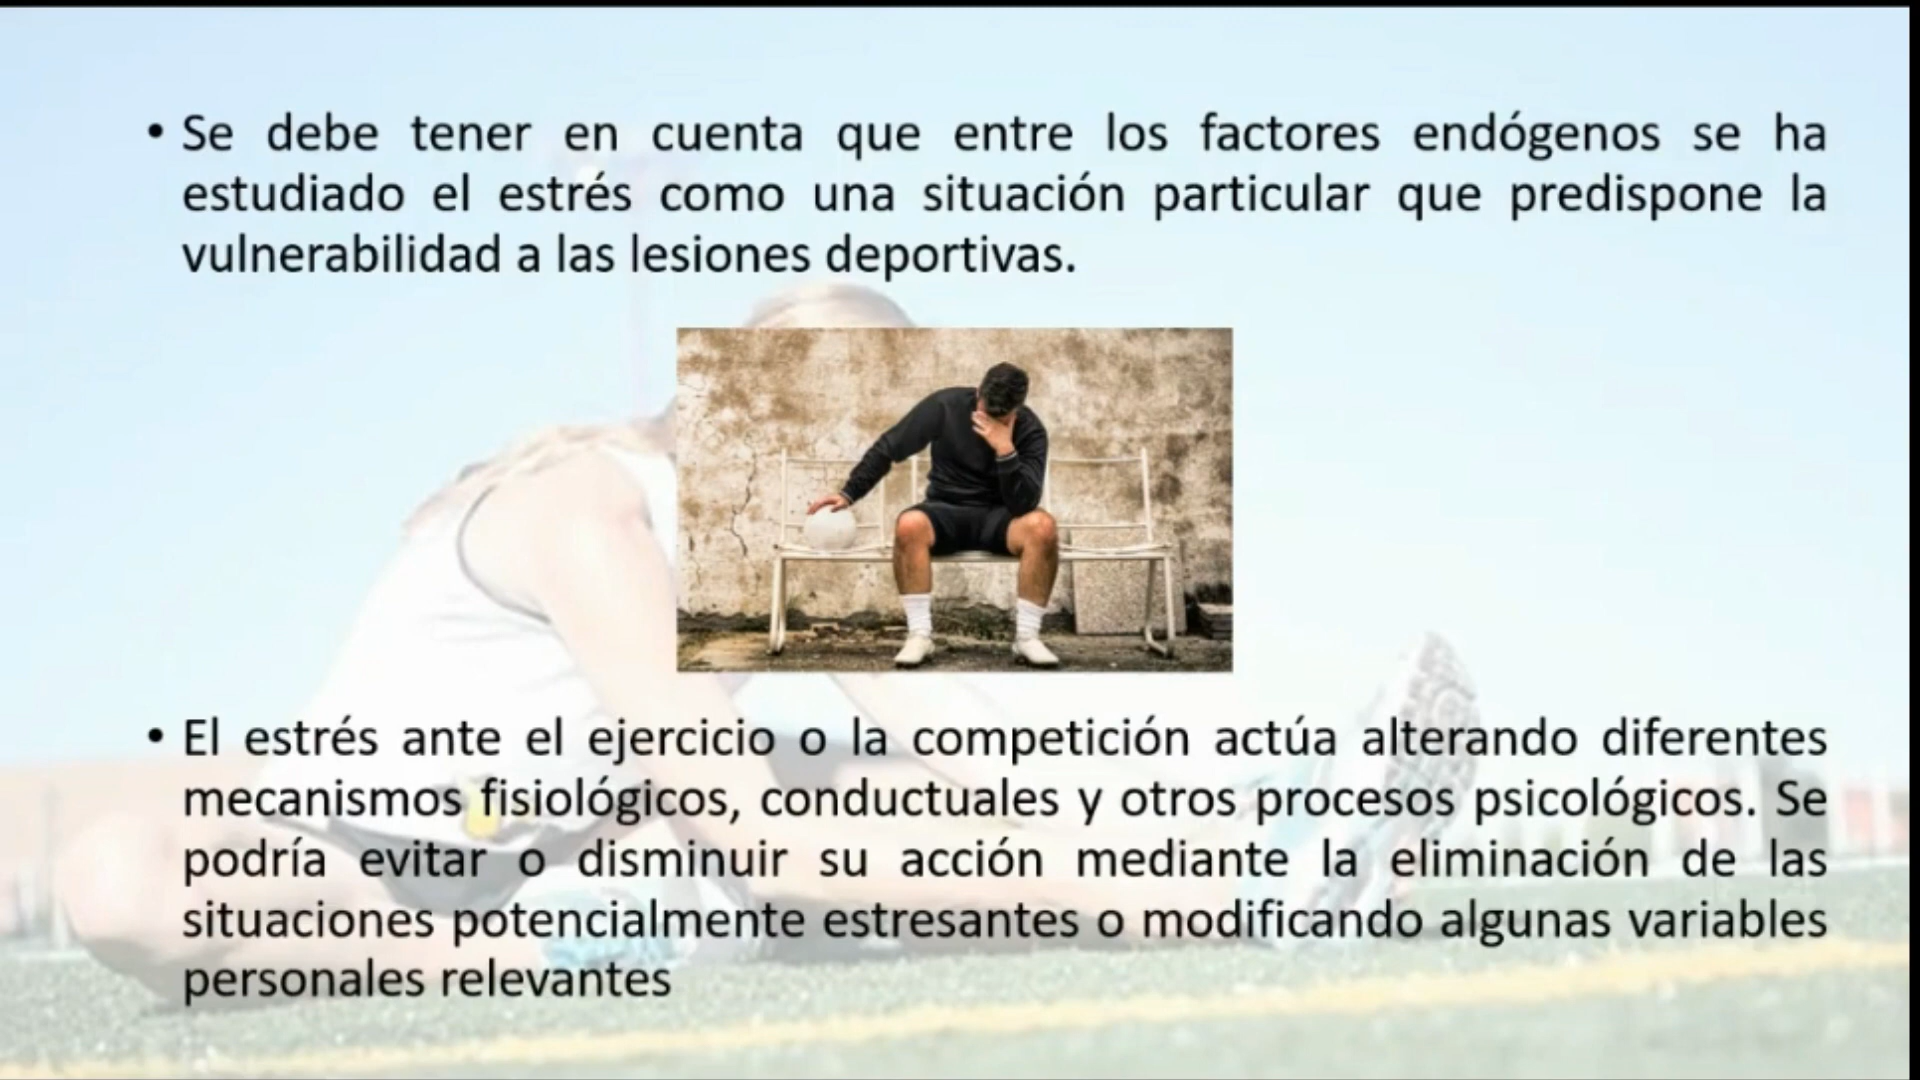 • Se debe tener en cuenta que entre los factores endógenos se ha
estudiado el estrés como una situación particular que predispone la
vulnerabilidad a las lesiones deportivas.
• El estrés ante el ejercicio o la competición actúa alterando diferentes
mecanismos fisiológicos, conductuales y otros procesos psicológicos. Se
podría evitar o disminuir su acción mediante la eliminación de las
situaciones potencialmente estresantes o modificando algunas variables
personales relevantes